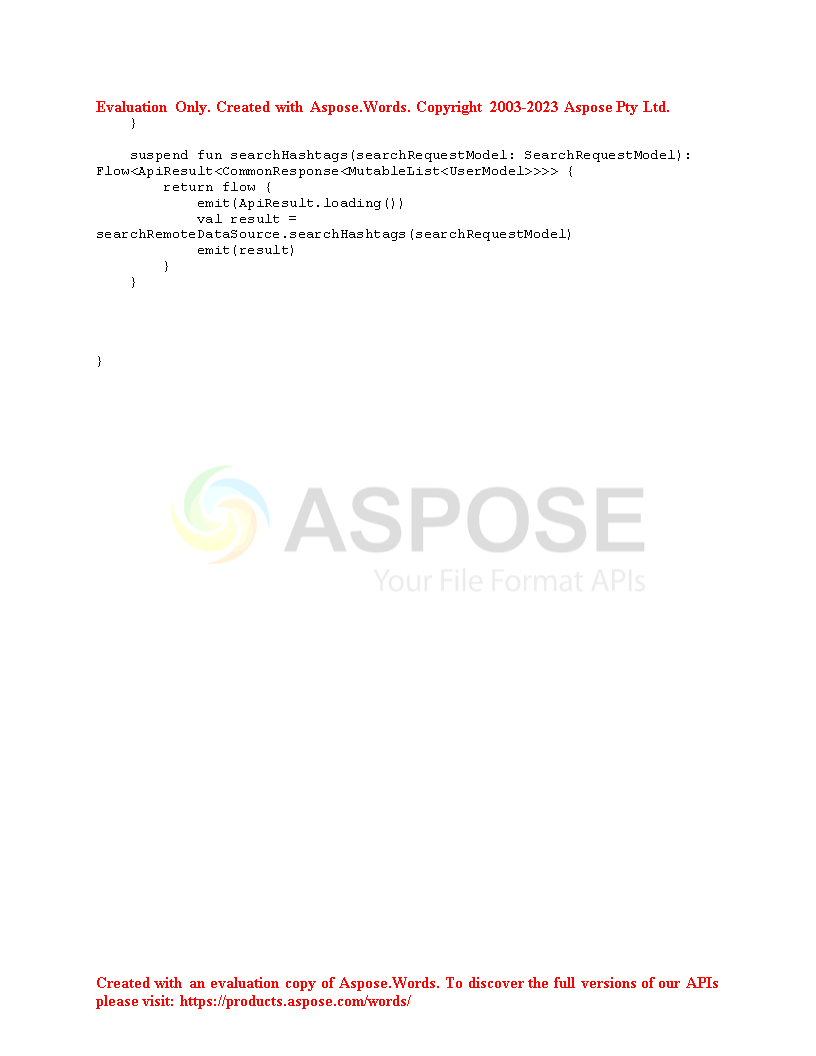 Evaluation Only. Created with Aspose.Words. Copyright 2003-2023 Aspose Pty Ltd.
    }
    suspend fun searchHashtags(searchRequestModel: SearchRequestModel):
Flow<ApiResult<CommonResponse<MutableList<UserModel>>>> {
        return flow {
            emit(ApiResult.loading())
            val result =
searchRemoteDataSource.searchHashtags(searchRequestModel)
            emit(result)
        }
    }
}
ASPOSE
Your File Format APIs
Created with an evaluation copy of Aspose.Words. To discover the full versions of our APIs
please visit: https://products.aspose.com/words/